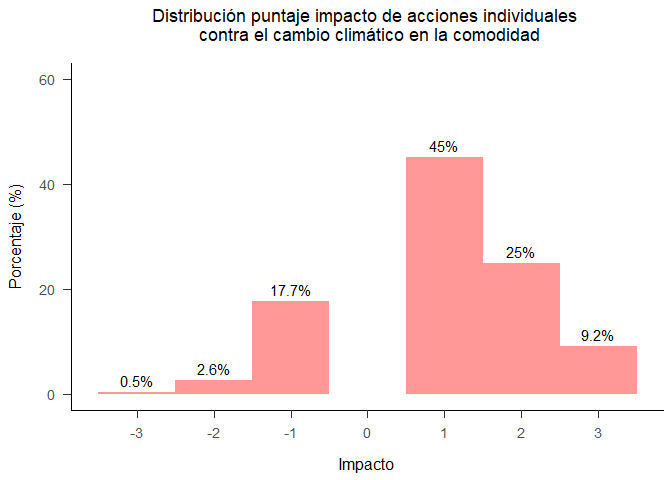 Distribución puntaje impacto de acciones individuales
contra el cambio climático en la comodidad
60
40
20
0
Porcentaje (%)
0.5%
2.6%
17.7%
45%
25%
9.2%
-3 -2 -1 0 1 2 3
Impacto